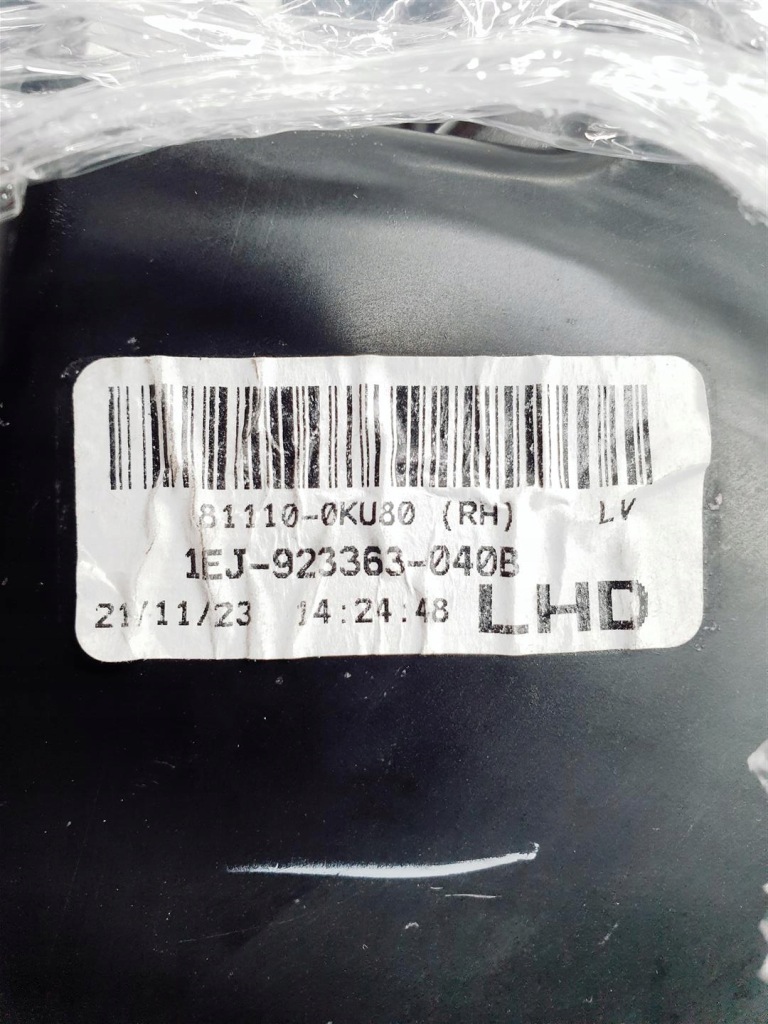 81110-0KU80 (RH) LV
1EJ-923363-040B
21/11/23 14:24:48 LHD